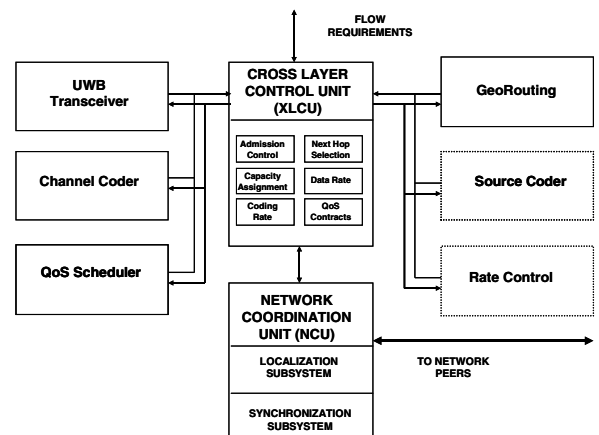 FLOW
REQUIREMENTS
UWB
Transceiver
CROSS LAYER
CONTROL UNIT
(XLCU)
GeoRouting
Admission
Control
Next Hop
Selection
Channel Coder
Capacity
Assignment
Data Rate
Source Coder
Coding
Rate
QoS
Contracts
QoS Scheduler
Rate Control
NETWORK
COORDINATION
UNIT (NCU)
LOCALIZATION
SUBSYSTEM
TO NETWORK
PEERS
SYNCHRONIZATION
SUBSYSTEM